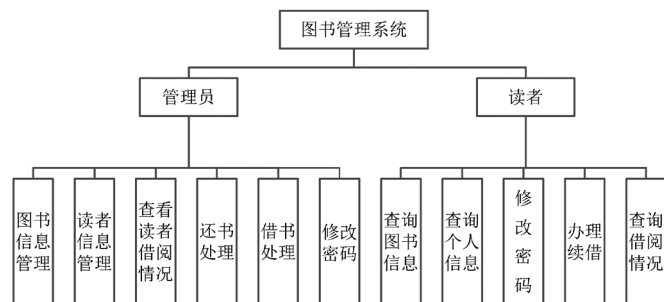 图书管理系统
管理员
读者
图书
信息
管理
读者
信息
管理
查看
读者
借阅
情况
还书
处理
借书
处理
修改
密码
查询
图书
信息
查询
个人
信息
修
改
密
码
办理
续借
查询
借阅
情况